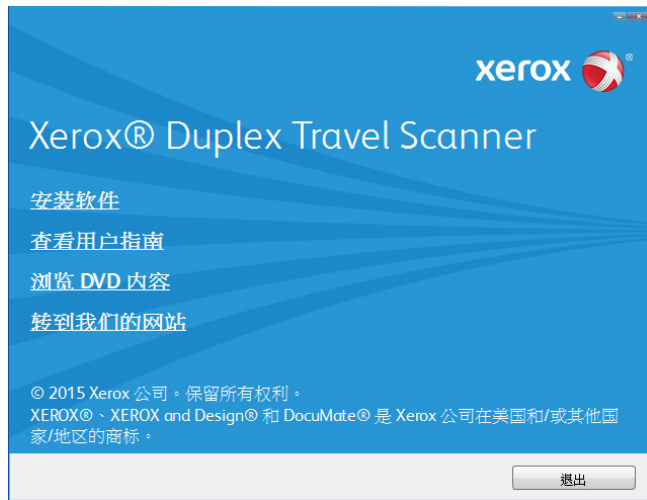 xerox ®
Xerox® Duplex Travel Scanner
安装软件
查看用户指南
浏览 DVD 内容
转到我们的网站
© 2015 Xerox 公司。保留所有权利。
XEROX®、XEROX and Design® 和 DocuMate® 是 Xerox 公司在美国和/或其他国
家/地区的商标。
退出